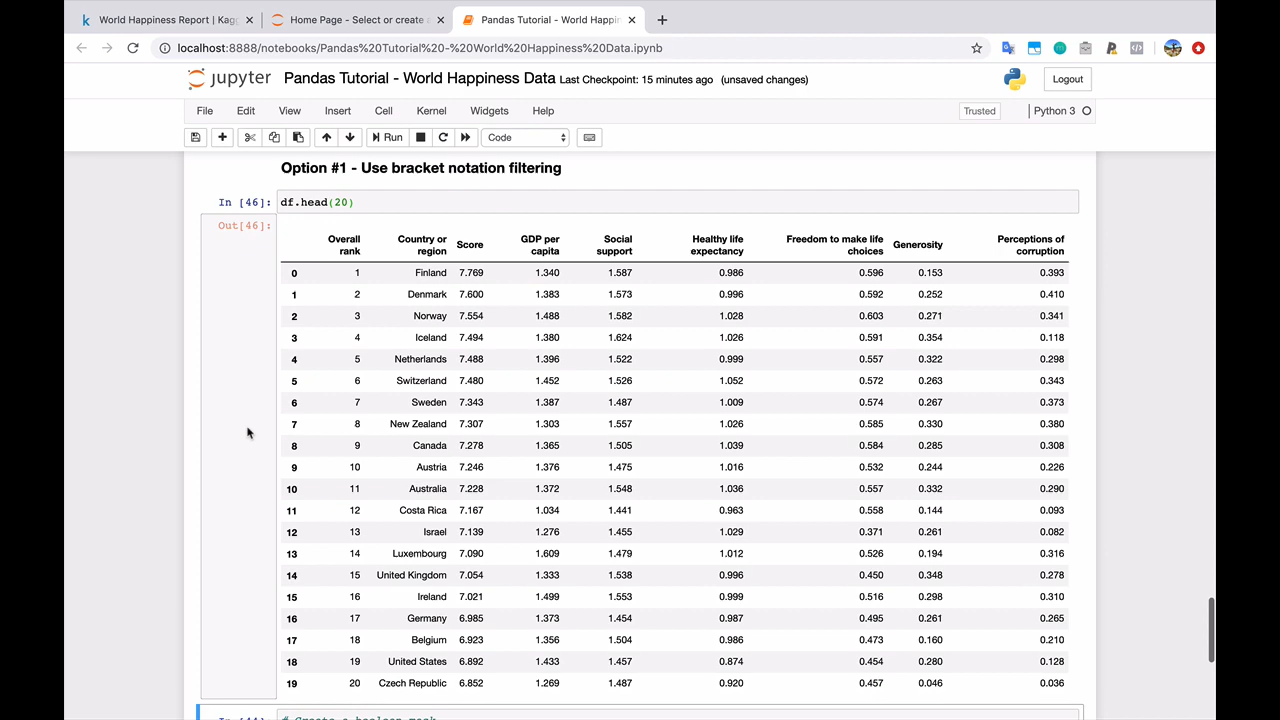 World Happiness Report | Kagg
Home Page - Select or create a
Pandas Tutorial - World Happin
localhost:8888/notebooks/Pandas%20Tutorial%20-%20World%20Happiness%20Data.ipynb
jupyter Pandas Tutorial - World Happiness Data Last Checkpoint: 15 minutes ago (unsaved changes) Logout
File Edit View Insert Cell Kernel Widgets Help Trusted Python 3
Run Code
Option #1 - Use bracket notation filtering
In [46]: df.head(20)
Out[46]:
Overall rank Country or region Score GDP per capita Social support Healthy life expectancy Freedom to make life choices Generosity Perceptions of corruption
0 1 Finland 7.769 1.340 1.587 0.986 0.596 0.153 0.393
1 2 Denmark 7.600 1.383 1.573 0.996 0.592 0.252 0.410
2 3 Norway 7.554 1.488 1.582 1.028 0.603 0.271 0.341
3 4 Iceland 7.494 1.380 1.624 1.026 0.591 0.354 0.118
4 5 Netherlands 7.488 1.396 1.522 0.999 0.557 0.322 0.298
5 6 Switzerland 7.480 1.452 1.526 1.052 0.572 0.263 0.343
6 7 Sweden 7.343 1.387 1.487 1.009 0.574 0.267 0.373
7 8 New Zealand 7.307 1.303 1.557 1.026 0.585 0.330 0.380
8 9 Canada 7.278 1.365 1.505 1.039 0.584 0.285 0.308
9 10 Austria 7.246 1.376 1.475 1.016 0.532 0.244 0.226
10 11 Australia 7.228 1.372 1.548 1.036 0.557 0.332 0.290
11 12 Costa Rica 7.167 1.034 1.441 0.963 0.558 0.144 0.093
12 13 Israel 7.139 1.276 1.455 1.029 0.371 0.261 0.082
13 14 Luxembourg 7.090 1.609 1.479 1.012 0.526 0.194 0.316
14 15 United Kingdom 7.054 1.333 1.538 0.996 0.450 0.348 0.278
15 16 Ireland 7.021 1.499 1.553 0.999 0.516 0.298 0.310
16 17 Germany 6.985 1.373 1.454 0.987 0.495 0.261 0.265
17 18 Belgium 6.923 1.356 1.504 0.986 0.473 0.160 0.210
18 19 United States 6.892 1.433 1.457 0.874 0.454 0.280 0.128
19 20 Czech Republic 6.852 1.269 1.487 0.920 0.457 0.046 0.036
In [44]: # Create a boolean mask